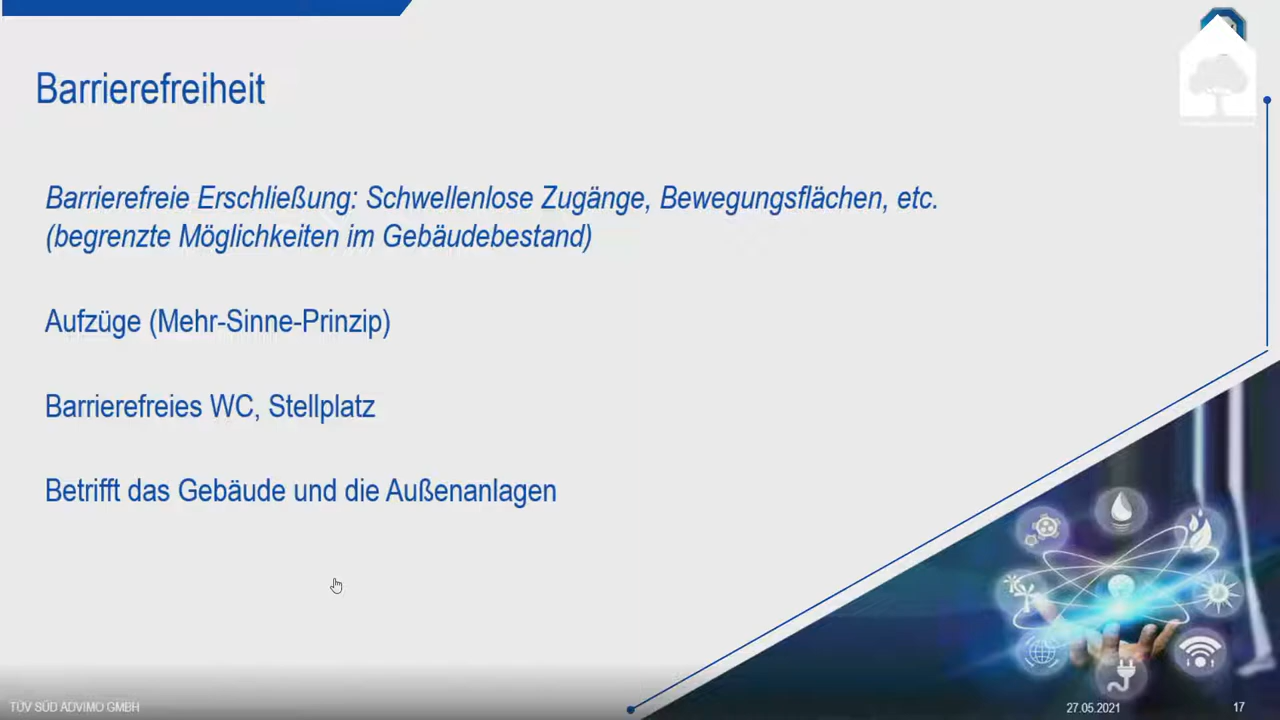 Barrierefreiheit
Barrierefreie Erschließung: Schwellenlose Zugänge, Bewegungsflächen, etc.
(begrenzte Möglichkeiten im Gebäudebestand)
Aufzüge (Mehr-Sinne-Prinzip)
Barrierefreies WC, Stellplatz
Betrifft das Gebäude und die Außenanlagen
TÜV SÜD ADVIMO GMBH
27.05.2021
17